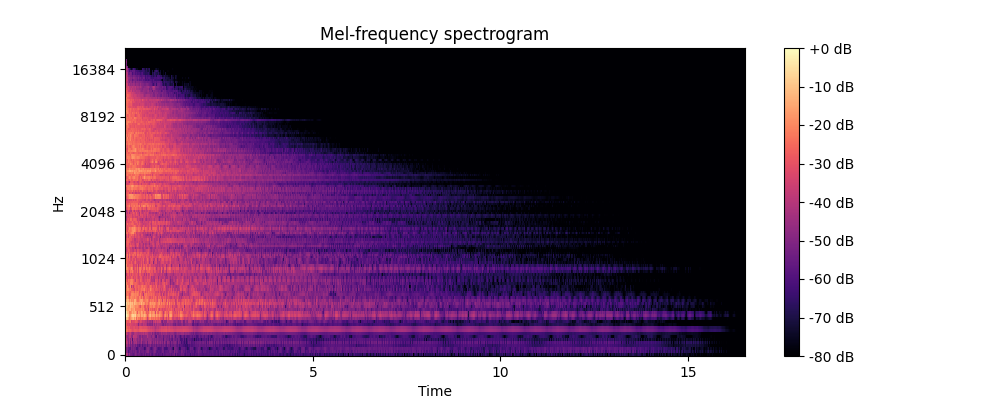 Mel-frequency spectrogram
Hz
16384
8192
4096
2048
1024
512
0
0 5 10 15
Time
+0 dB
-10 dB
-20 dB
-30 dB
-40 dB
-50 dB
-60 dB
-70 dB
-80 dB